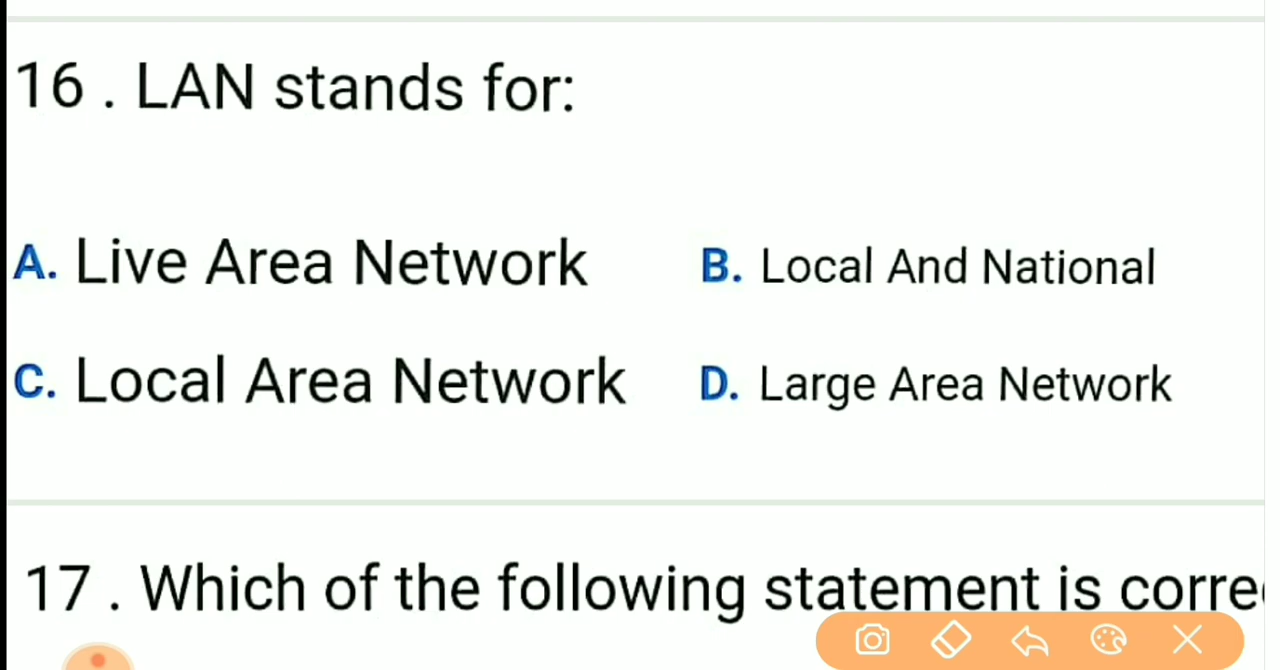 16 . LAN stands for:
A. Live Area Network B. Local And National
C. Local Area Network D. Large Area Network
17 . Which of the following statement is corre